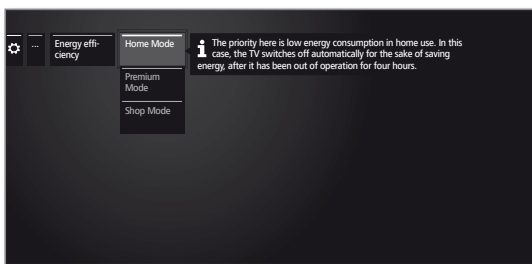 ...
Energy effi-
ciency
Home Mode
The priority here is low energy consumption in home use. In this
case, the TV switches off automatically for the sake of saving
energy, after it has been out of operation for four hours.
Premium
Mode
Shop Mode